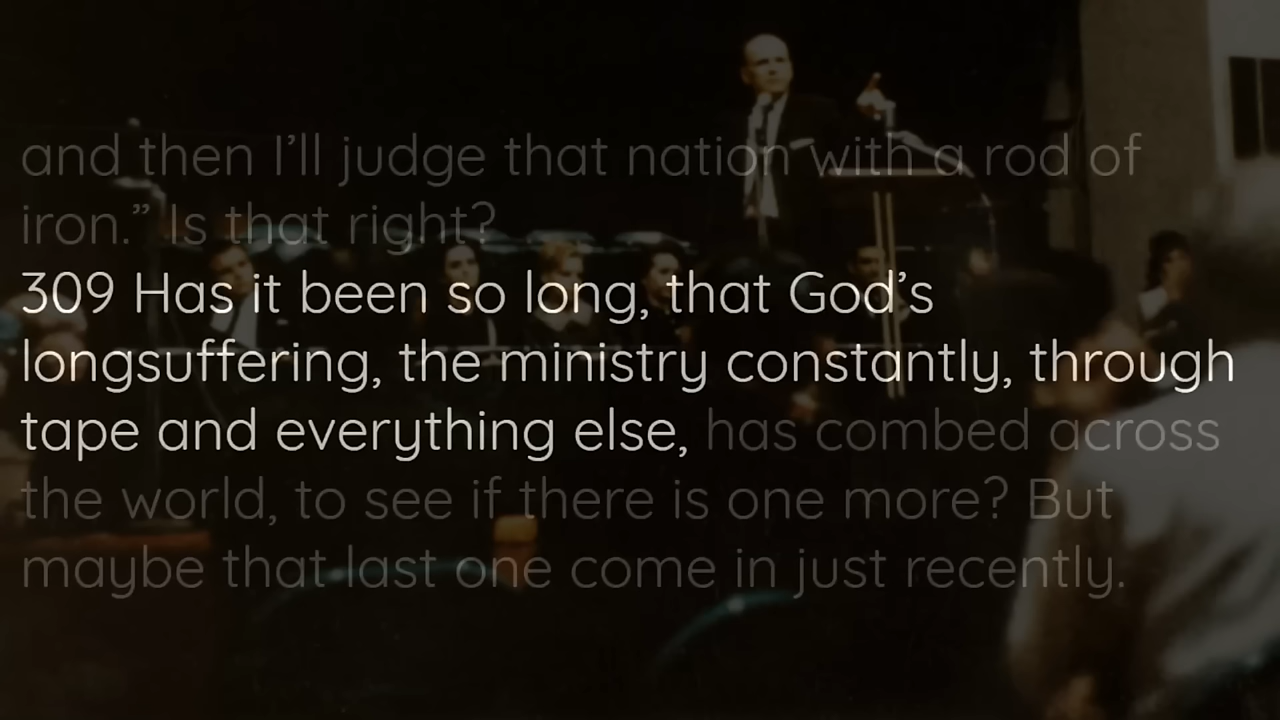 and then I’ll judge that nation with a rod of
iron.” Is that right?
309 Has it been so long, that God’s
longsuffering, the ministry constantly, through
tape and everything else, has combed across
the world, to see if there is one more? But
maybe that last one come in just recently.